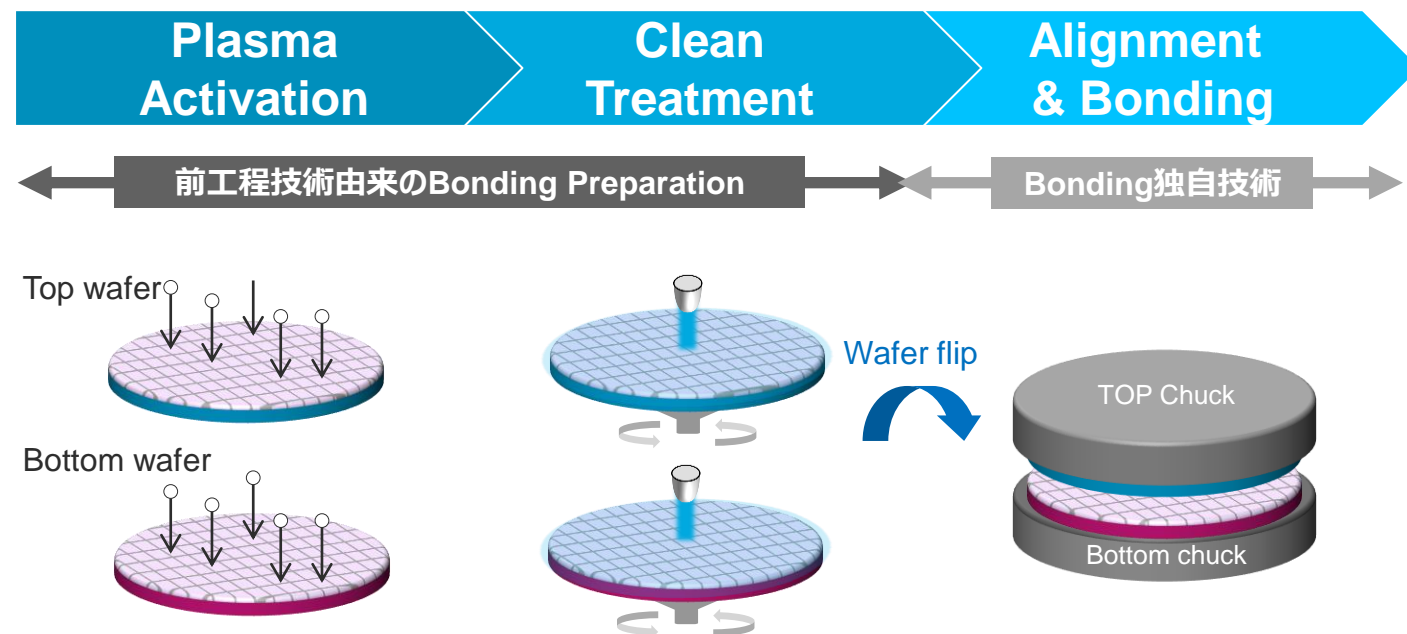 Plasma
Activation
Clean
Treatment
Alignment
& Bonding
前工程技術由来のBonding Preparation
Bonding独自技術
Top wafer
Wafer flip
TOP Chuck
Bottom wafer
Bottom chuck